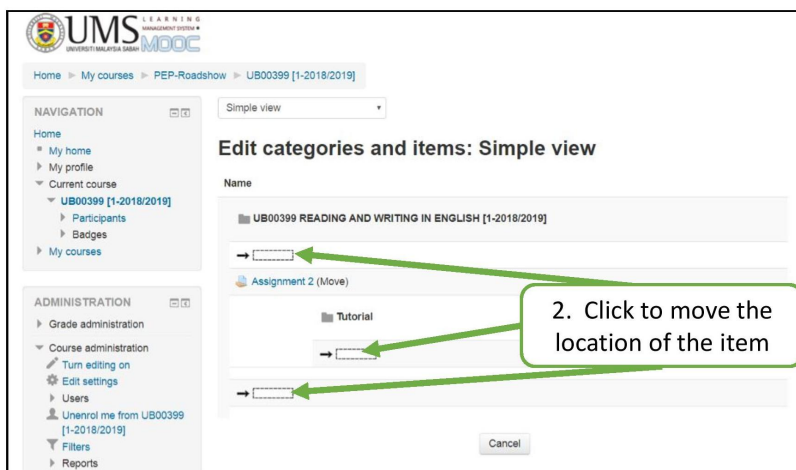 UMS LEARNING
MANAGEMENT SYSTEM
UNIVERSITI MALAYSIA SABAH MOOC
Home My courses PEP-Roadshow UB00399 [1-2018/2019]
NAVIGATION
Home
My home
My profile
Current course
UB00399 [1-2018/2019]
Participants
Badges
My courses
ADMINISTRATION
Grade administration
Course administration
Turn editing on
Edit settings
Users
Unenrol me from UB00399
[1-2018/2019]
Filters
Reports
Simple view
Edit categories and items: Simple view
Name
UB00399 READING AND WRITING IN ENGLISH [1-2018/2019]
Assignment 2 (Move)
Tutorial
2. Click to move the
location of the item
Cancel